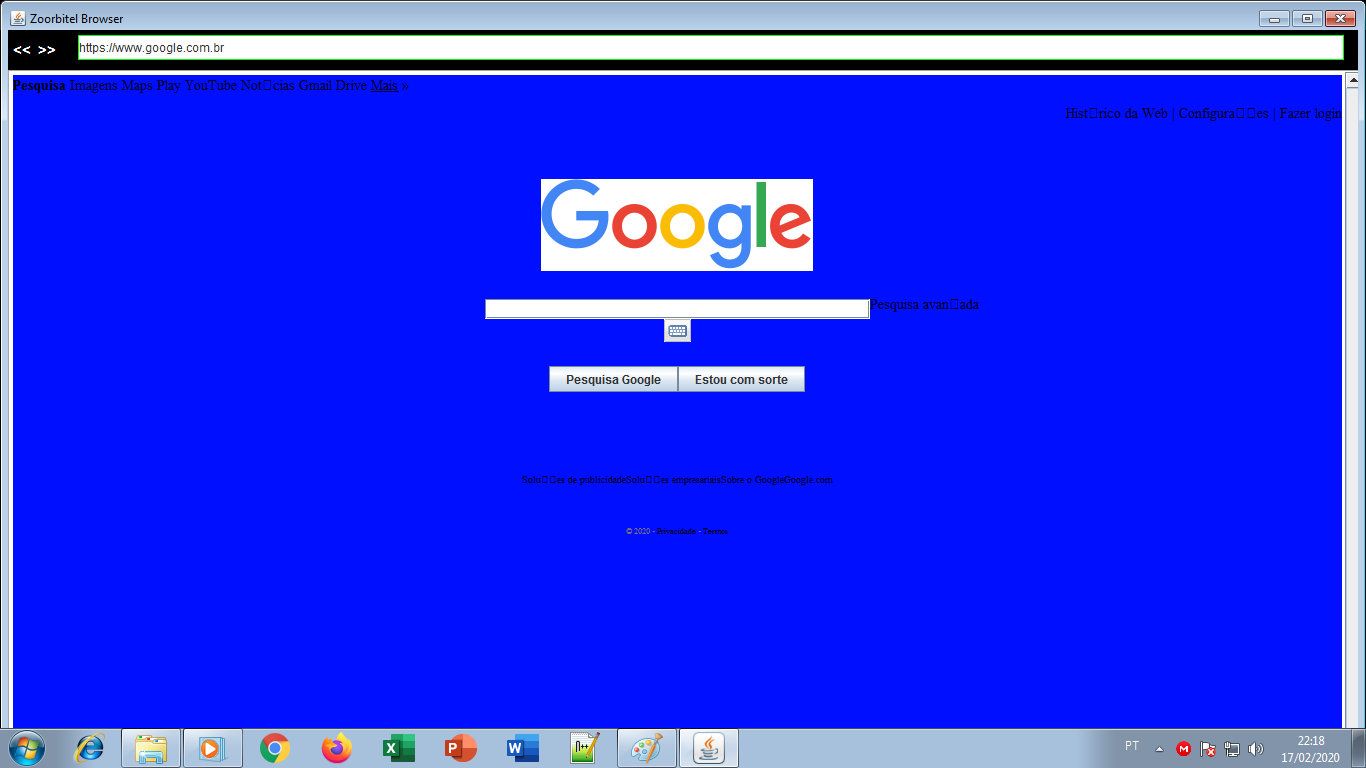 Zoorbitel Browser
<< >> https://www.google.com.br
Pesquisa Imagens Maps Play YouTube Not□cias Gmail Drive Mais »
Hist□rico da Web | Configura□□es | Fazer login
Google
Pesquisa avan□ada
Pesquisa Google Estou com sorte
Solu□□es de publicidadeSolu□□es empresariaisSobre o GoogleGoogle.com
© 2020 - Privacidade - Termos
PT
22:18
17/02/2020